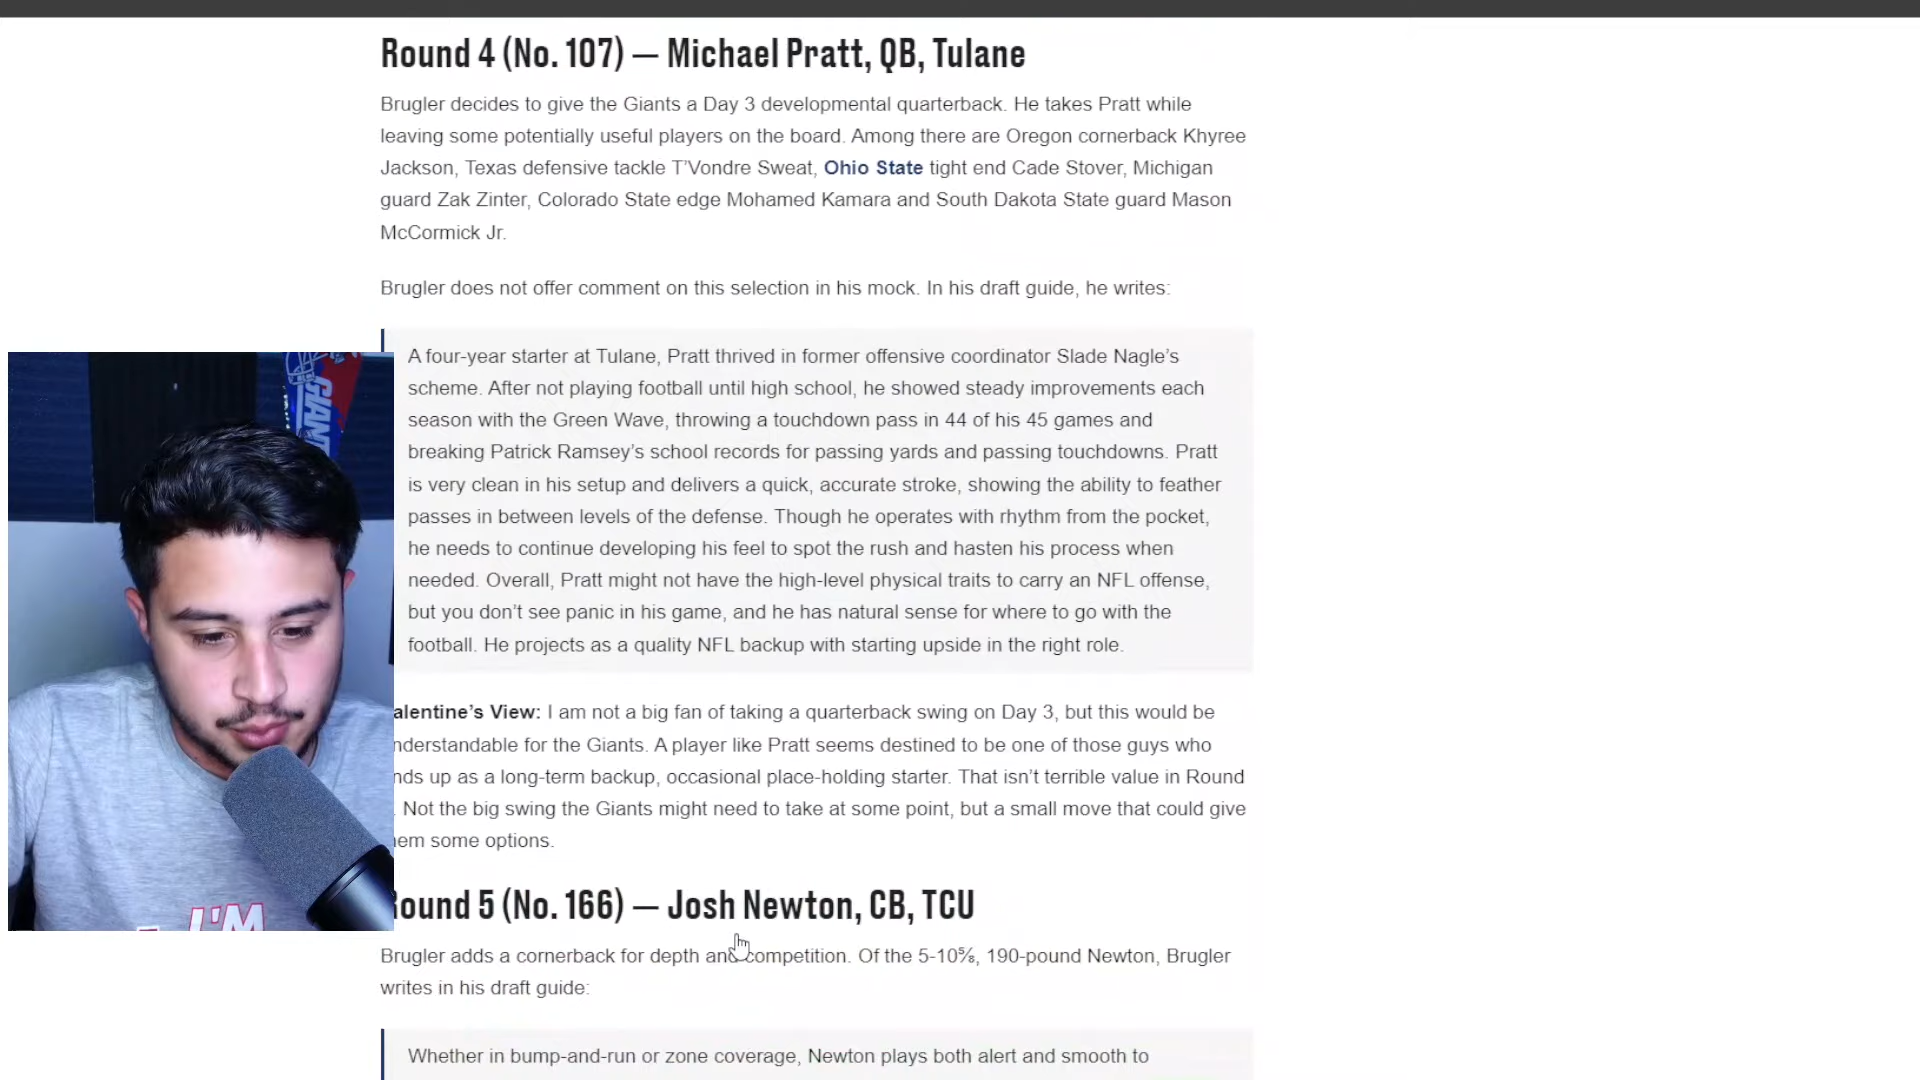 Round 4 (No. 107) — Michael Pratt, QB, Tulane
Brugler decides to give the Giants a Day 3 developmental quarterback. He takes Pratt while
leaving some potentially useful players on the board. Among there are Oregon cornerback Khyree
Jackson, Texas defensive tackle T’Vondre Sweat, Ohio State tight end Cade Stover, Michigan
guard Zak Zinter, Colorado State edge Mohamed Kamara and South Dakota State guard Mason
McCormick Jr.
Brugler does not offer comment on this selection in his mock. In his draft guide, he writes:
A four-year starter at Tulane, Pratt thrived in former offensive coordinator Slade Nagle’s
scheme. After not playing football until high school, he showed steady improvements each
season with the Green Wave, throwing a touchdown pass in 44 of his 45 games and
breaking Patrick Ramsey’s school records for passing yards and passing touchdowns. Pratt
is very clean in his setup and delivers a quick, accurate stroke, showing the ability to feather
passes in between levels of the defense. Though he operates with rhythm from the pocket,
he needs to continue developing his feel to spot the rush and hasten his process when
needed. Overall, Pratt might not have the high-level physical traits to carry an NFL offense,
but you don’t see panic in his game, and he has natural sense for where to go with the
football. He projects as a quality NFL backup with starting upside in the right role.
alentine’s View: I am not a big fan of taking a quarterback swing on Day 3, but this would be
nderstandable for the Giants. A player like Pratt seems destined to be one of those guys who
nds up as a long-term backup, occasional place-holding starter. That isn’t terrible value in Round
. Not the big swing the Giants might need to take at some point, but a small move that could give
hem some options.
Round 5 (No. 166) — Josh Newton, CB, TCU
Brugler adds a cornerback for depth and competition. Of the 5-10⅝, 190-pound Newton, Brugler
writes in his draft guide:
Whether in bump-and-run or zone coverage, Newton plays both alert and smooth to
I'M